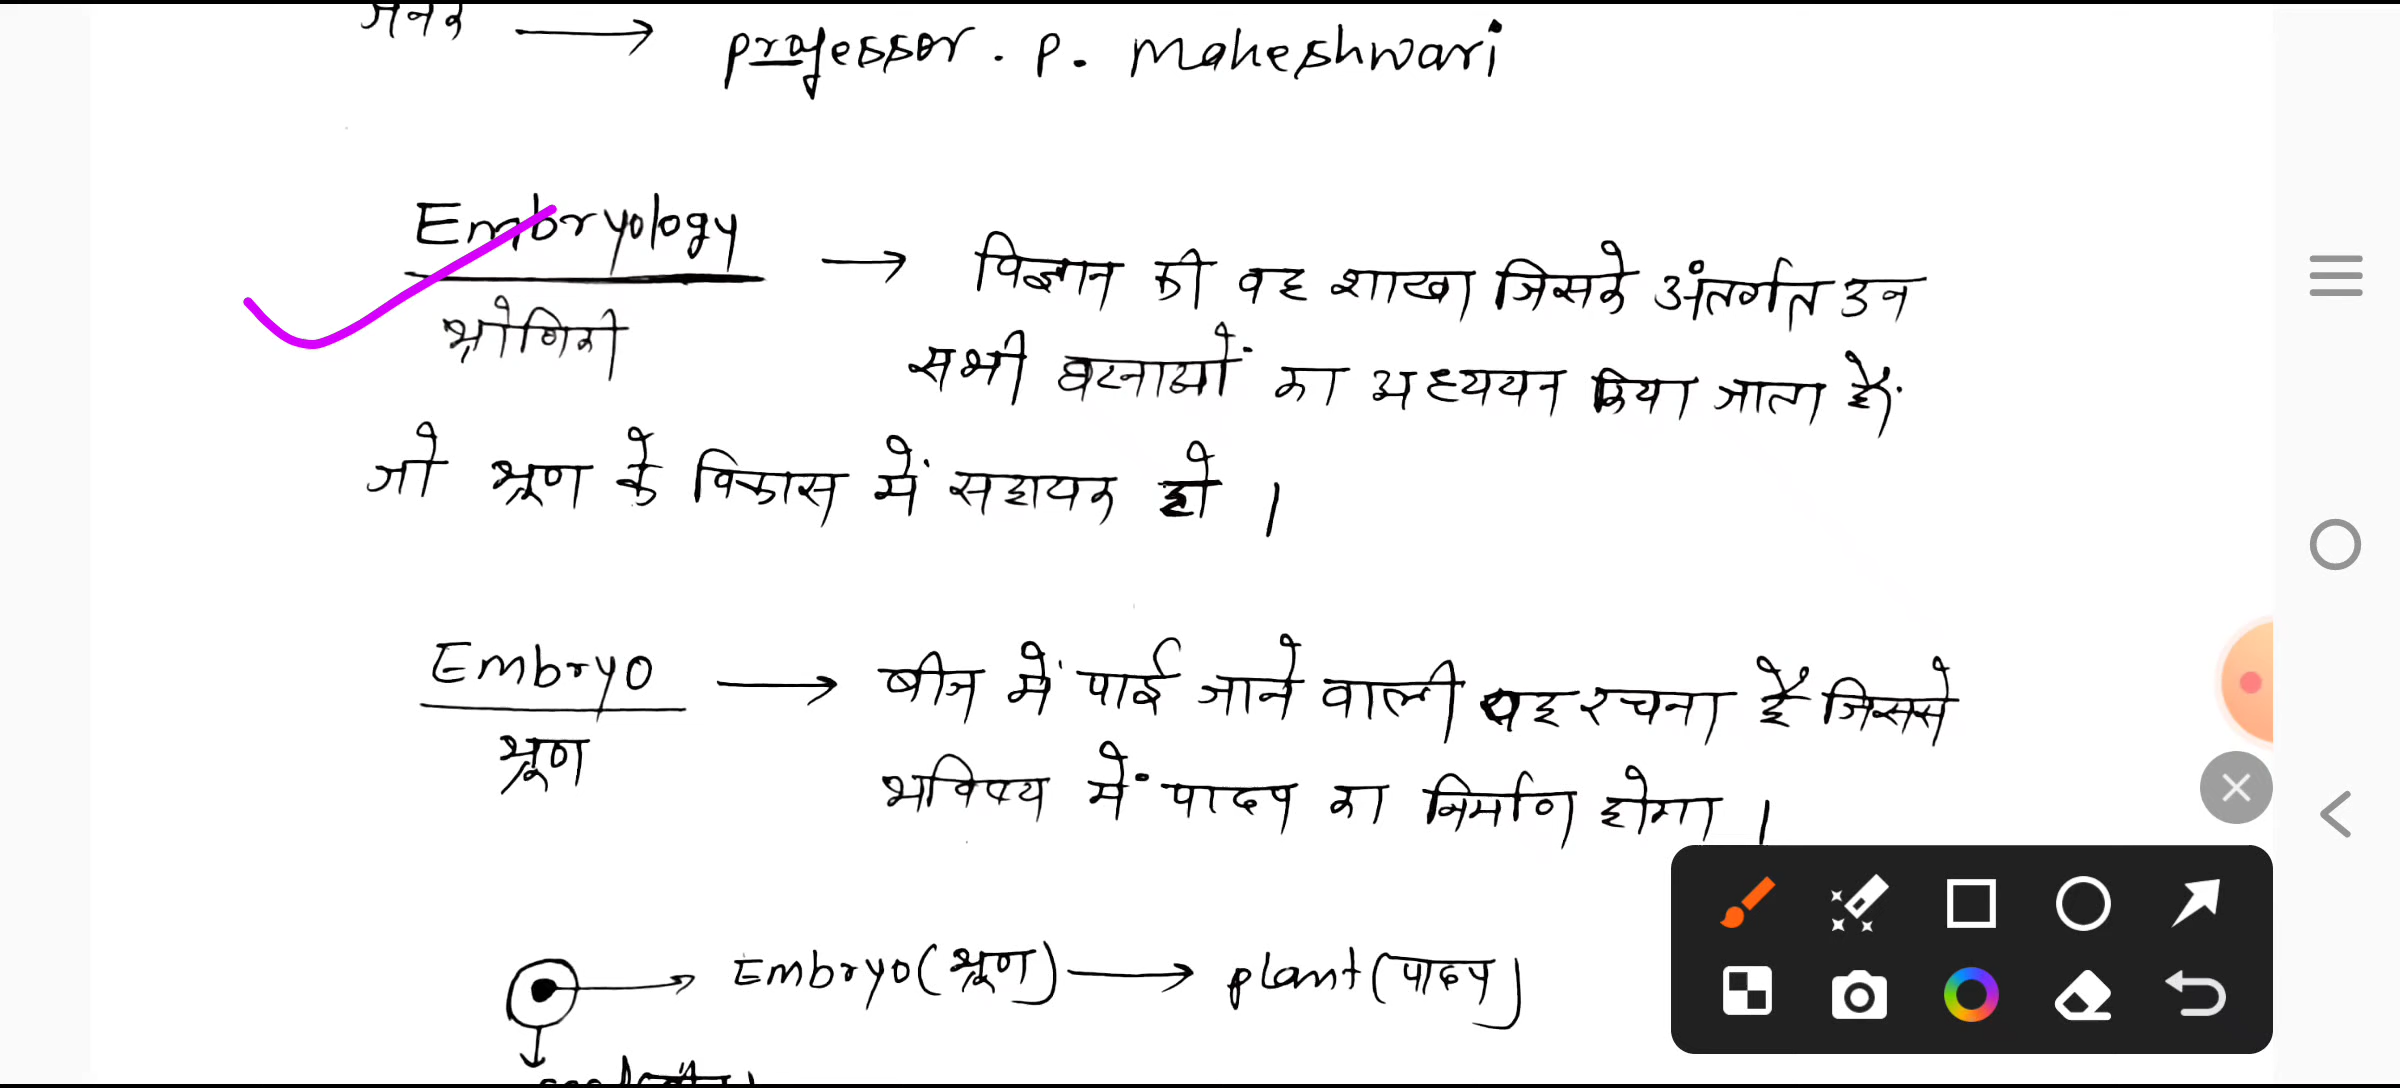 जनक → professor. P. Maheshwari
Embryology → विज्ञान की वह शाखा जिसके अंतर्गत उन
भ्रोणिकी
सभी घटनाओं का अध्ययन किया जाता हैं
जो भ्रूण के विकास में सहायक हो ।
Embryo → बीज में पाई जाने वाली वह रचना हैं जिससे
भ्रूण
भविष्य में पादप का निर्माण होगा ।
Embryo (भ्रूण) → plant (पादप)